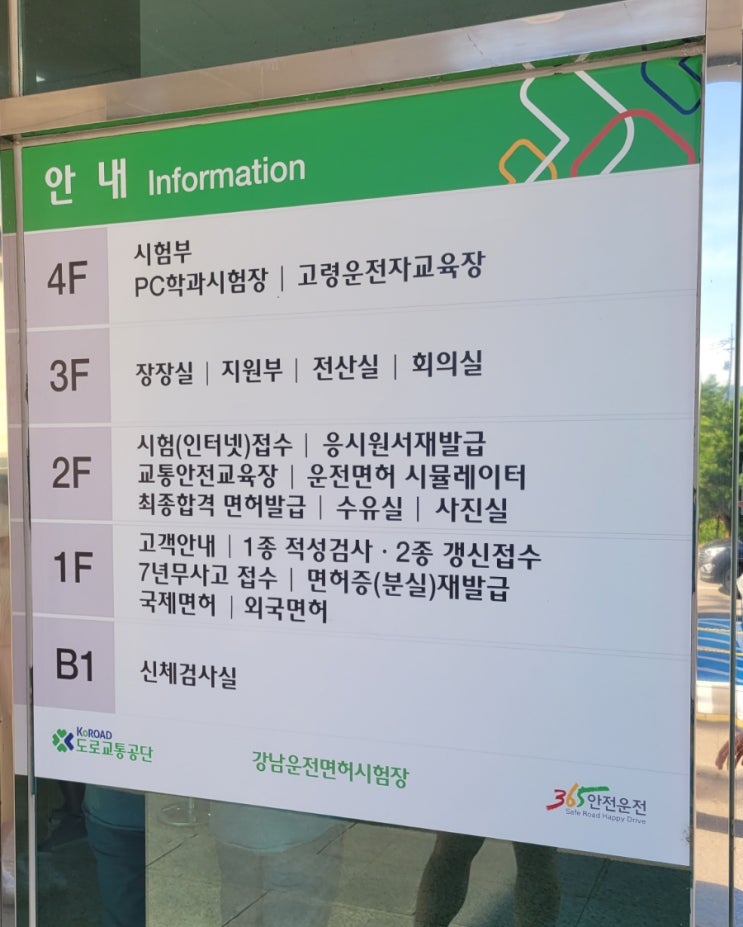 안 내 Information
4F
시험부
PC학과시험장 | 고령운전자교육장
3F
장장실 | 지원부 | 전산실 | 회의실
2F
시험(인터넷)접수 | 응시원서재발급
교통안전교육장 | 운전면허 시뮬레이터
최종합격 면허발급 | 수유실 | 사진실
1F
고객안내 | 1종 적성검사 · 2종 갱신접수
7년무사고 접수 | 면허증(분실)재발급
국제면허 | 외국면허
B1
신체검사실
KoROAD
도로교통공단
강남운전면허시험장
365 안전운전
Safe Road Happy Drive